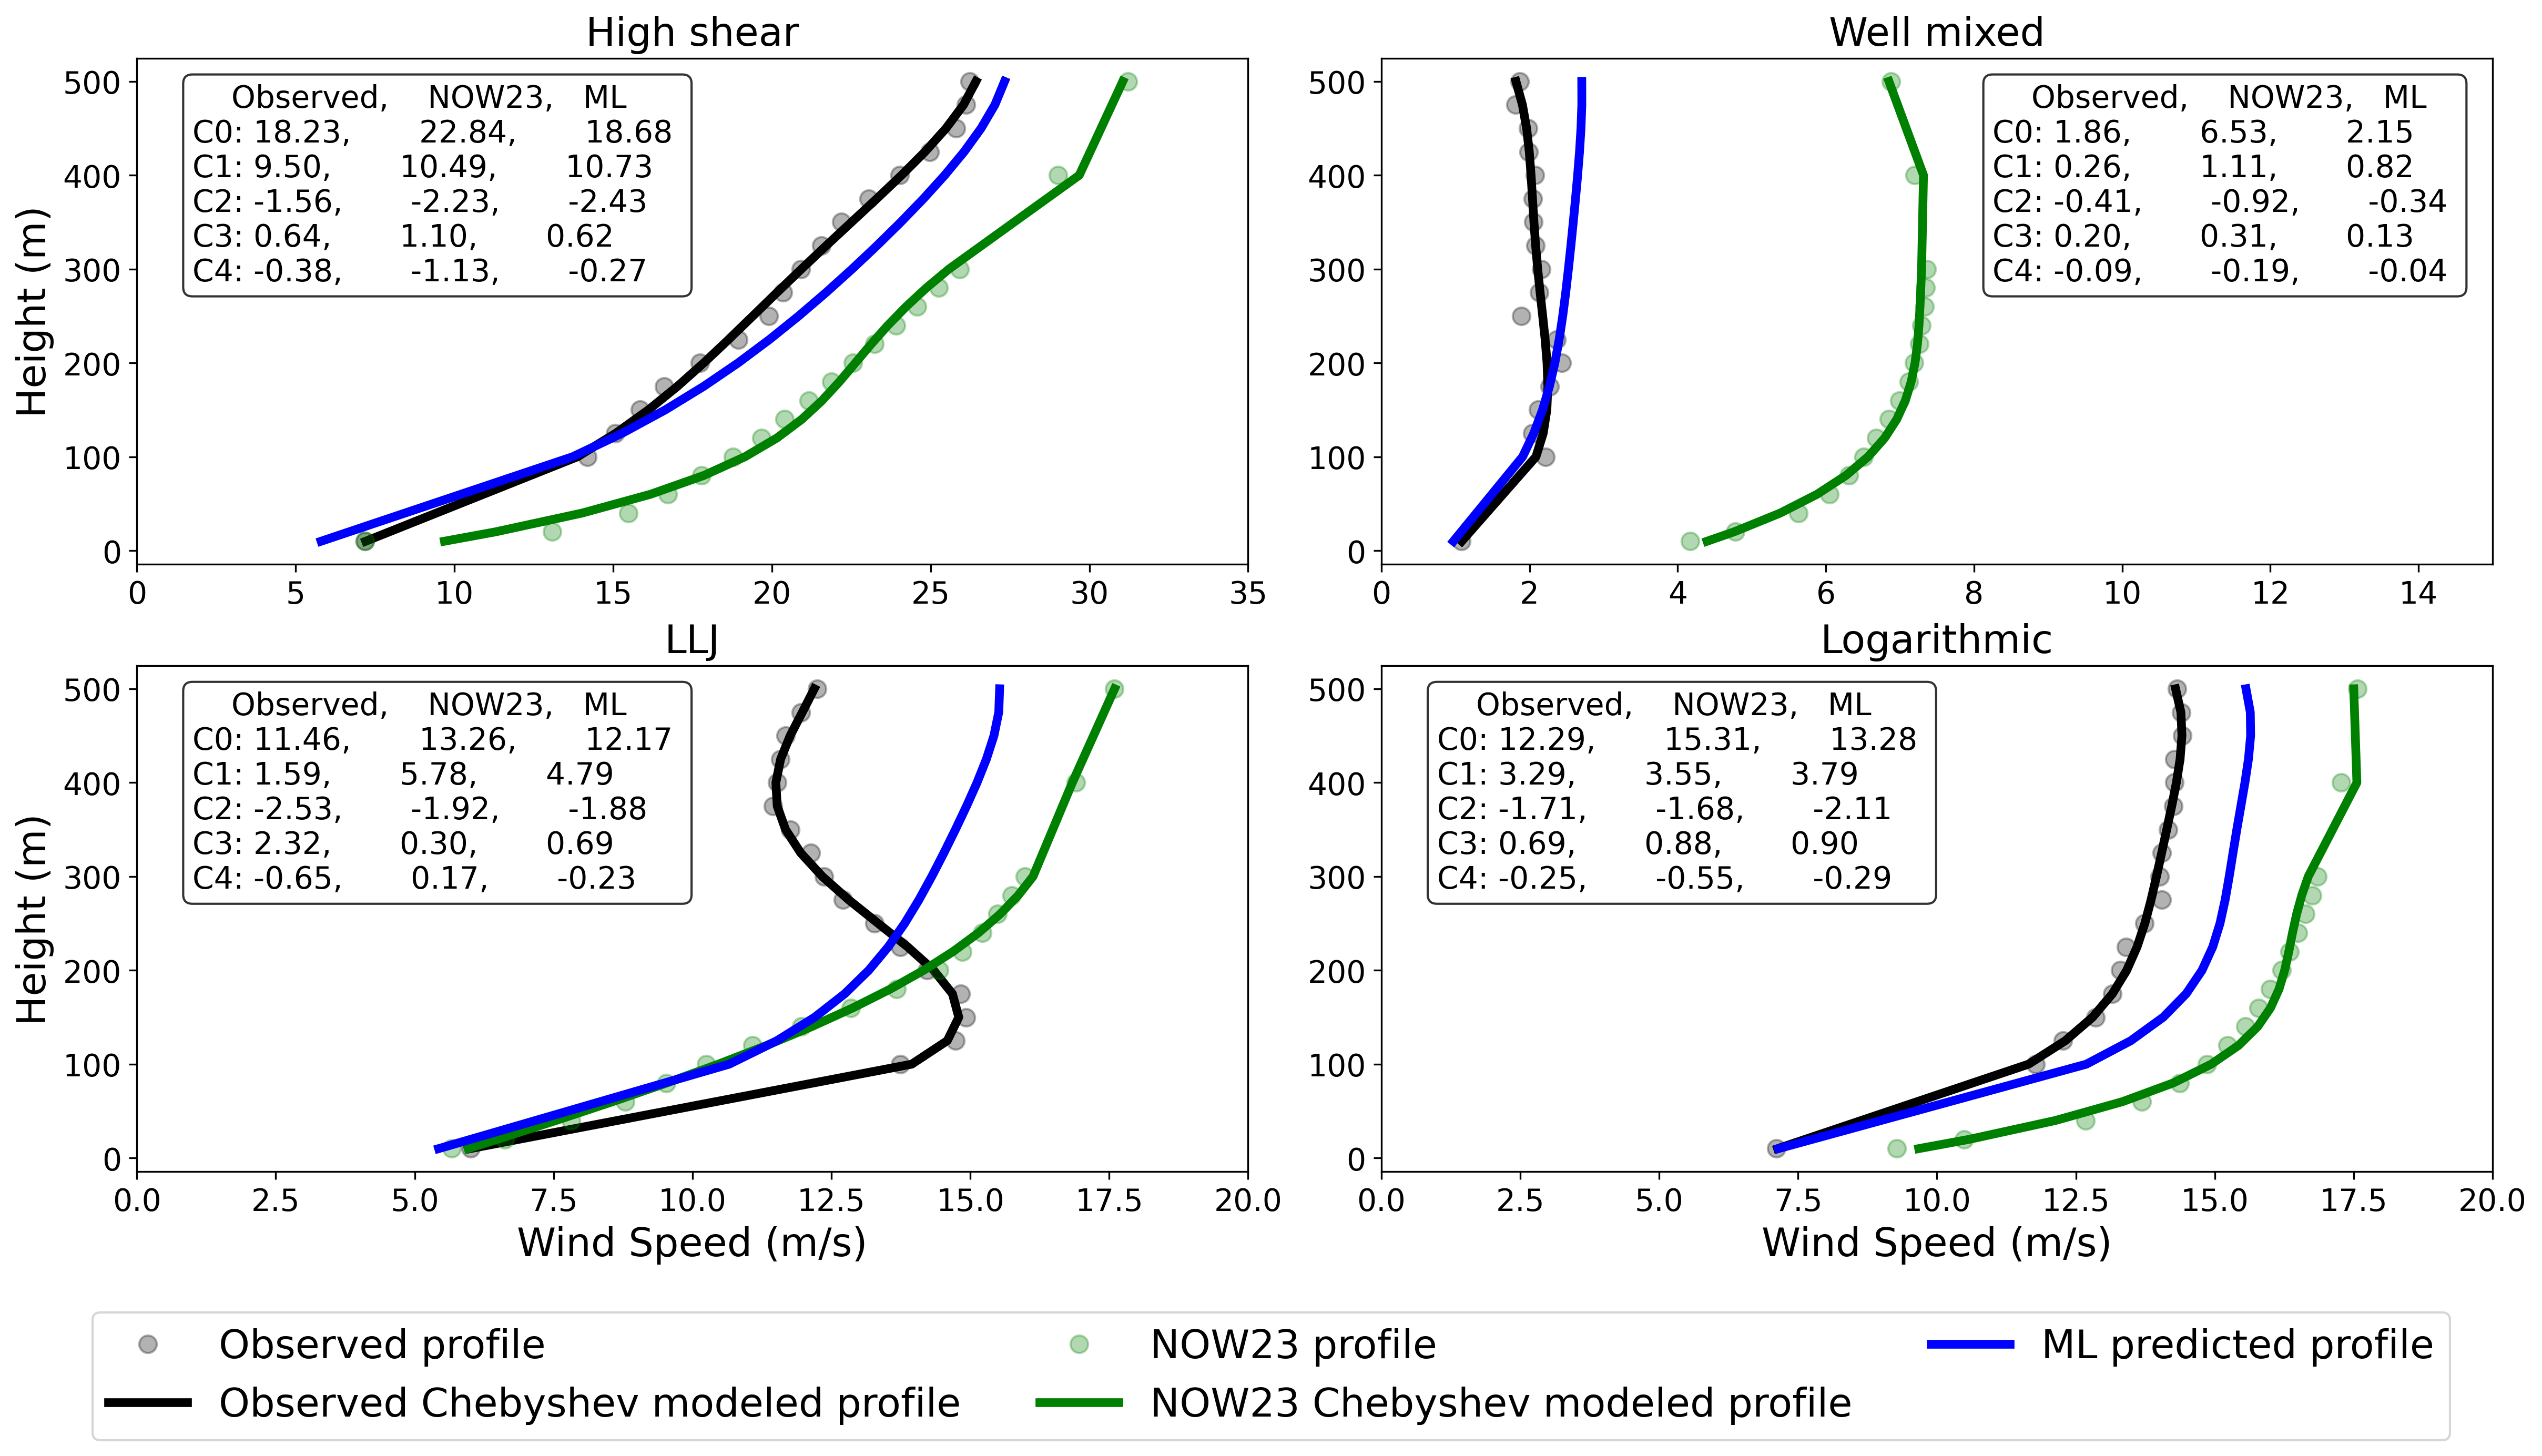 High shear
Observed, NOW23, ML
C0: 18.23, 22.84, 18.68
C1: 9.50, 10.49, 10.73
C2: -1.56, -2.23, -2.43
C3: 0.64, 1.10, 0.62
C4: -0.38, -1.13, -0.27
Height (m)
500
400
300
200
100
0
0 5 10 15 20 25 30 35
Well mixed
Observed, NOW23, ML
C0: 1.86, 6.53, 2.15
C1: 0.26, 1.11, 0.82
C2: -0.41, -0.92, -0.34
C3: 0.20, 0.31, 0.13
C4: -0.09, -0.19, -0.04
500
400
300
200
100
0
0 2 4 6 8 10 12 14
LLJ
Observed, NOW23, ML
C0: 11.46, 13.26, 12.17
C1: 1.59, 5.78, 4.79
C2: -2.53, -1.92, -1.88
C3: 2.32, 0.30, 0.69
C4: -0.65, 0.17, -0.23
Height (m)
500
400
300
200
100
0
0.0 2.5 5.0 7.5 10.0 12.5 15.0 17.5 20.0
Wind Speed (m/s)
Logarithmic
Observed, NOW23, ML
C0: 12.29, 15.31, 13.28
C1: 3.29, 3.55, 3.79
C2: -1.71, -1.68, -2.11
C3: 0.69, 0.88, 0.90
C4: -0.25, -0.55, -0.29
500
400
300
200
100
0
0.0 2.5 5.0 7.5 10.0 12.5 15.0 17.5 20.0
Wind Speed (m/s)
Observed profile
Observed Chebyshev modeled profile
NOW23 profile
NOW23 Chebyshev modeled profile
ML predicted profile